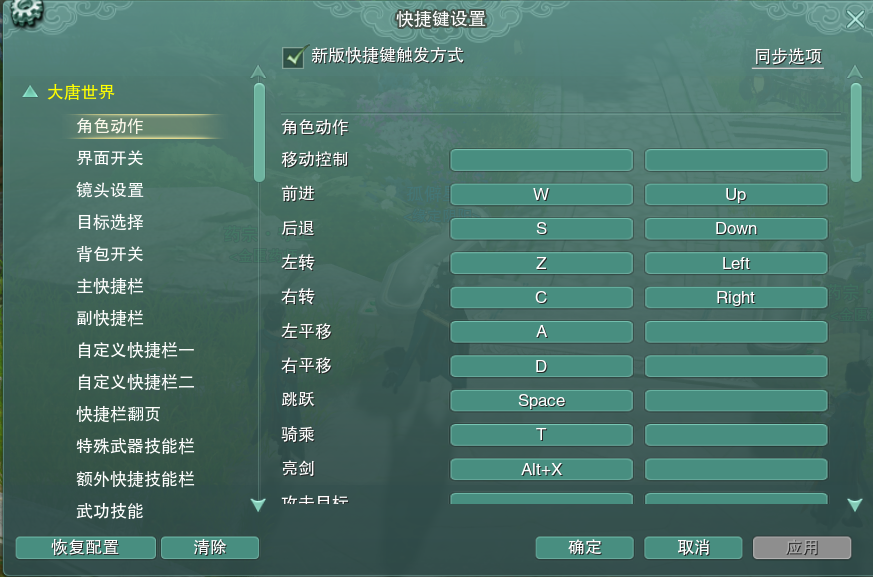 快捷键设置
新版快捷键触发方式
同步选项
大唐世界
角色动作
界面开关
镜头设置
目标选择
背包开关
主快捷栏
副快捷栏
自定义快捷栏一
自定义快捷栏二
快捷栏翻页
特殊武器技能栏
额外快捷技能栏
武功技能
角色动作
移动控制
前进 W Up
后退 S Down
左转 Z Left
右转 C Right
左平移 A
右平移 D
跳跃 Space
骑乘 T
亮剑 Alt+X
攻击目标
恢复配置 清除 确定 取消 应用